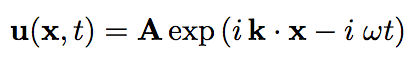 u(x, t) = A exp (i k · x − i ωt)